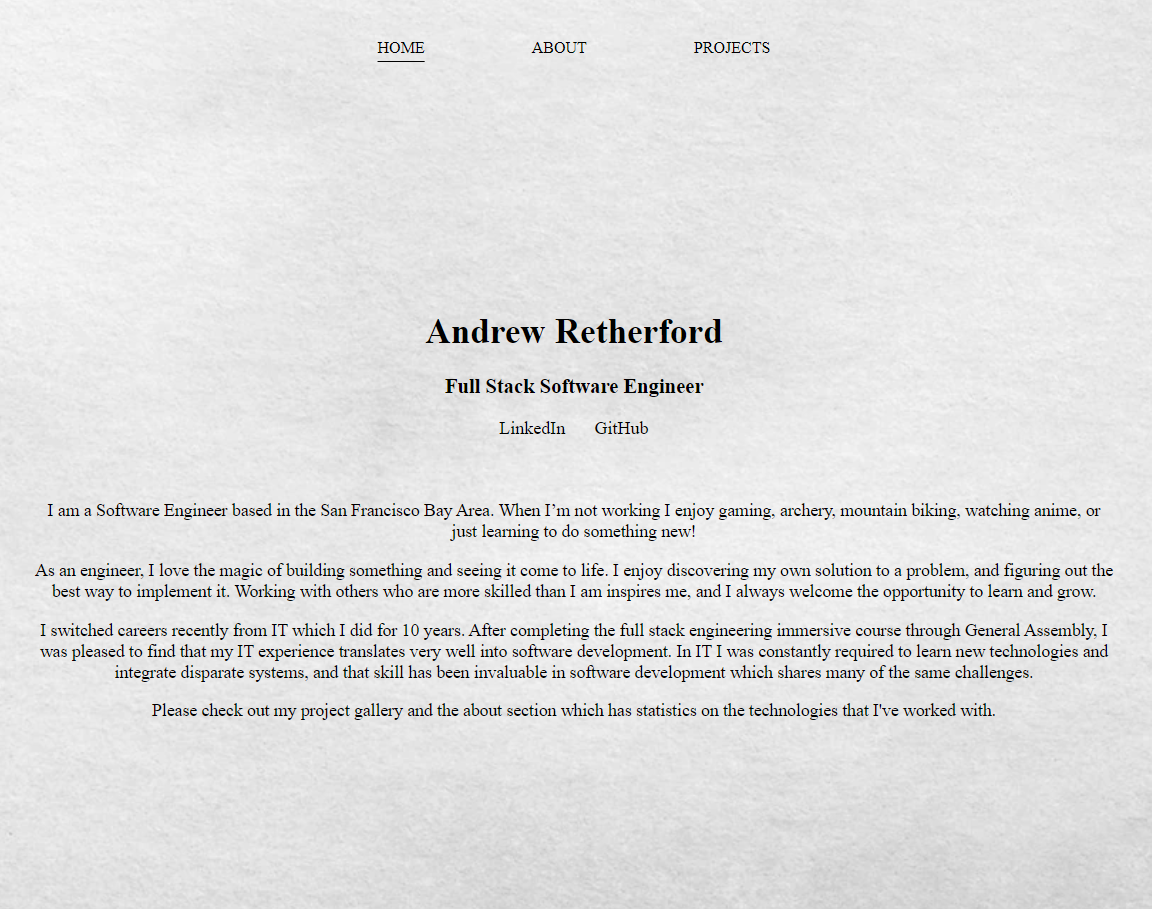 HOME ABOUT PROJECTS
Andrew Retherford
Full Stack Software Engineer
LinkedIn GitHub
I am a Software Engineer based in the San Francisco Bay Area. When I’m not working I enjoy gaming, archery, mountain biking, watching anime, or
just learning to do something new!
As an engineer, I love the magic of building something and seeing it come to life. I enjoy discovering my own solution to a problem, and figuring out the
best way to implement it. Working with others who are more skilled than I am inspires me, and I always welcome the opportunity to learn and grow.
I switched careers recently from IT which I did for 10 years. After completing the full stack engineering immersive course through General Assembly, I
was pleased to find that my IT experience translates very well into software development. In IT I was constantly required to learn new technologies and
integrate disparate systems, and that skill has been invaluable in software development which shares many of the same challenges.
Please check out my project gallery and the about section which has statistics on the technologies that I've worked with.